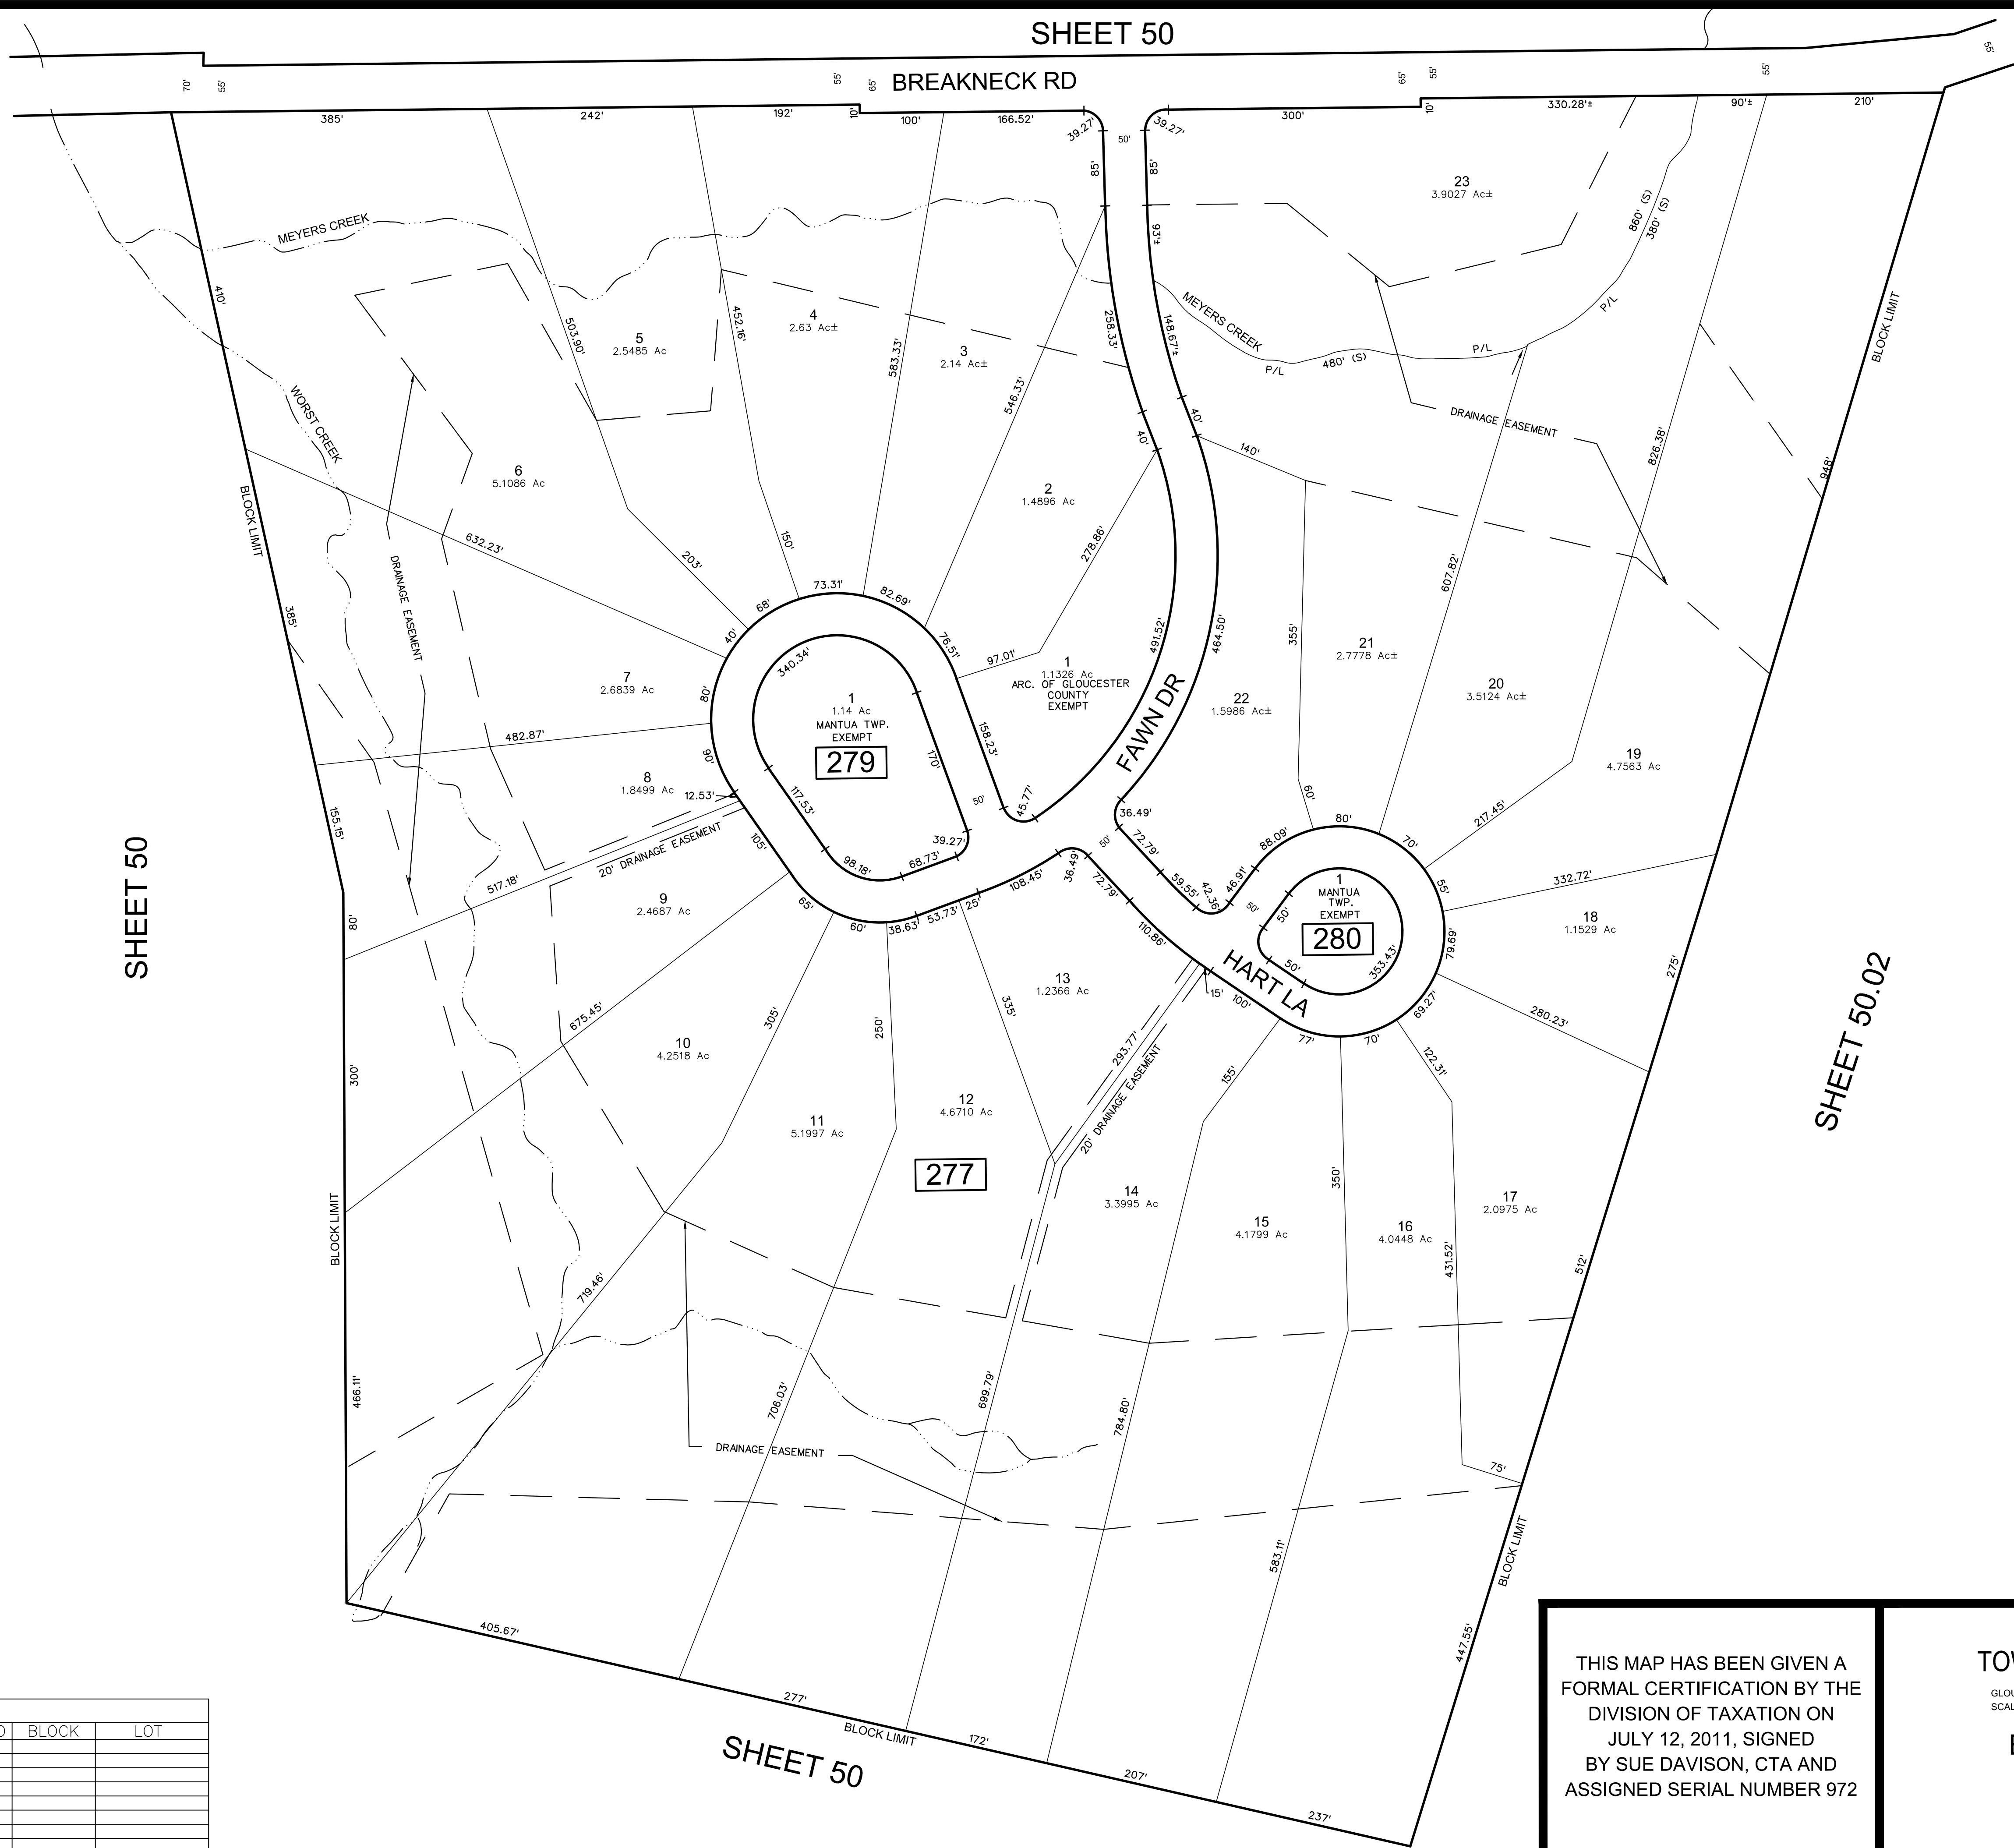 SHEET 50
BREAKNECK RD
70'
55'
55'
65'
65'
55'
55'
55'
385'
242'
192'
10'
100'
166.52'
39.27'
50'
39.27'
300'
10'
330.28'±
90'±
210'
85'
85'
93'±
23
3.9027 Ac±
860' (S)
380' (S)
MEYERS CREEK
410'
503.90'
5
2.5485 Ac
452.16'
4
2.63 Ac±
583.33'
3
2.14 Ac±
546.33'
258.33'
148.67'±
MEYERS CREEK
P/L
480' (S)
P/L
P/L
BLOCK LIMIT
WORST CREEK
40'
40'
140'
DRAINAGE EASEMENT
826.38'
948'
6
5.1086 Ac
2
1.4896 Ac
BLOCK LIMIT
632.23'
203'
150'
278.86'
607.82'
DRAINAGE EASEMENT
385'
40'
68'
73.31'
82.69'
76.51'
97.01'
491.52'
464.50'
355'
21
2.7778 Ac±
7
2.6839 Ac
80'
340.34'
1
1.14 Ac
MANTUA TWP.
EXEMPT
279
1
1.1326 Ac
ARC. OF GLOUCESTER
COUNTY
EXEMPT
FAWN DR
22
1.5986 Ac±
20
3.5124 Ac±
482.87'
90'
158.23'
170'
19
4.7563 Ac
8
1.8499 Ac
12.53'
117.53'
50'
45.77'
60'
217.45'
155.15'
20' DRAINAGE EASEMENT
105'
39.27'
36.49'
50'
72.79'
88.09'
80'
70'
SHEET 50
517.18'
98.18'
68.73'
108.45'
36.49'
72.79'
59.55'
42.36'
46.91'
50'
50'
1
MANTUA
TWP.
EXEMPT
280
55'
332.72'
80'
9
2.4687 Ac
65'
60'
38.63'
53.73'
25'
110.86'
50'
353.43'
79.69'
18
1.1529 Ac
275'
HART LA
13
1.2366 Ac
15'
100'
77'
70'
69.27'
280.23'
SHEET 50.02
675.45'
305'
250'
335'
293.77'
20' DRAINAGE EASEMENT
155'
122.31'
10
4.2518 Ac
300'
11
5.1997 Ac
12
4.6710 Ac
277
14
3.3995 Ac
350'
17
2.0975 Ac
15
4.1799 Ac
16
4.0448 Ac
431.52'
512'
BLOCK LIMIT
719.46'
466.11'
706.03'
699.79'
784.80'
DRAINAGE EASEMENT
75'
583.11'
BLOCK LIMIT
405.67'
277'
BLOCK LIMIT
172'
207'
237'
447.55'
SHEET 50
BLOCK
LOT
THIS MAP HAS BEEN GIVEN A
FORMAL CERTIFICATION BY THE
DIVISION OF TAXATION ON
JULY 12, 2011, SIGNED
BY SUE DAVISON, CTA AND
ASSIGNED SERIAL NUMBER 972